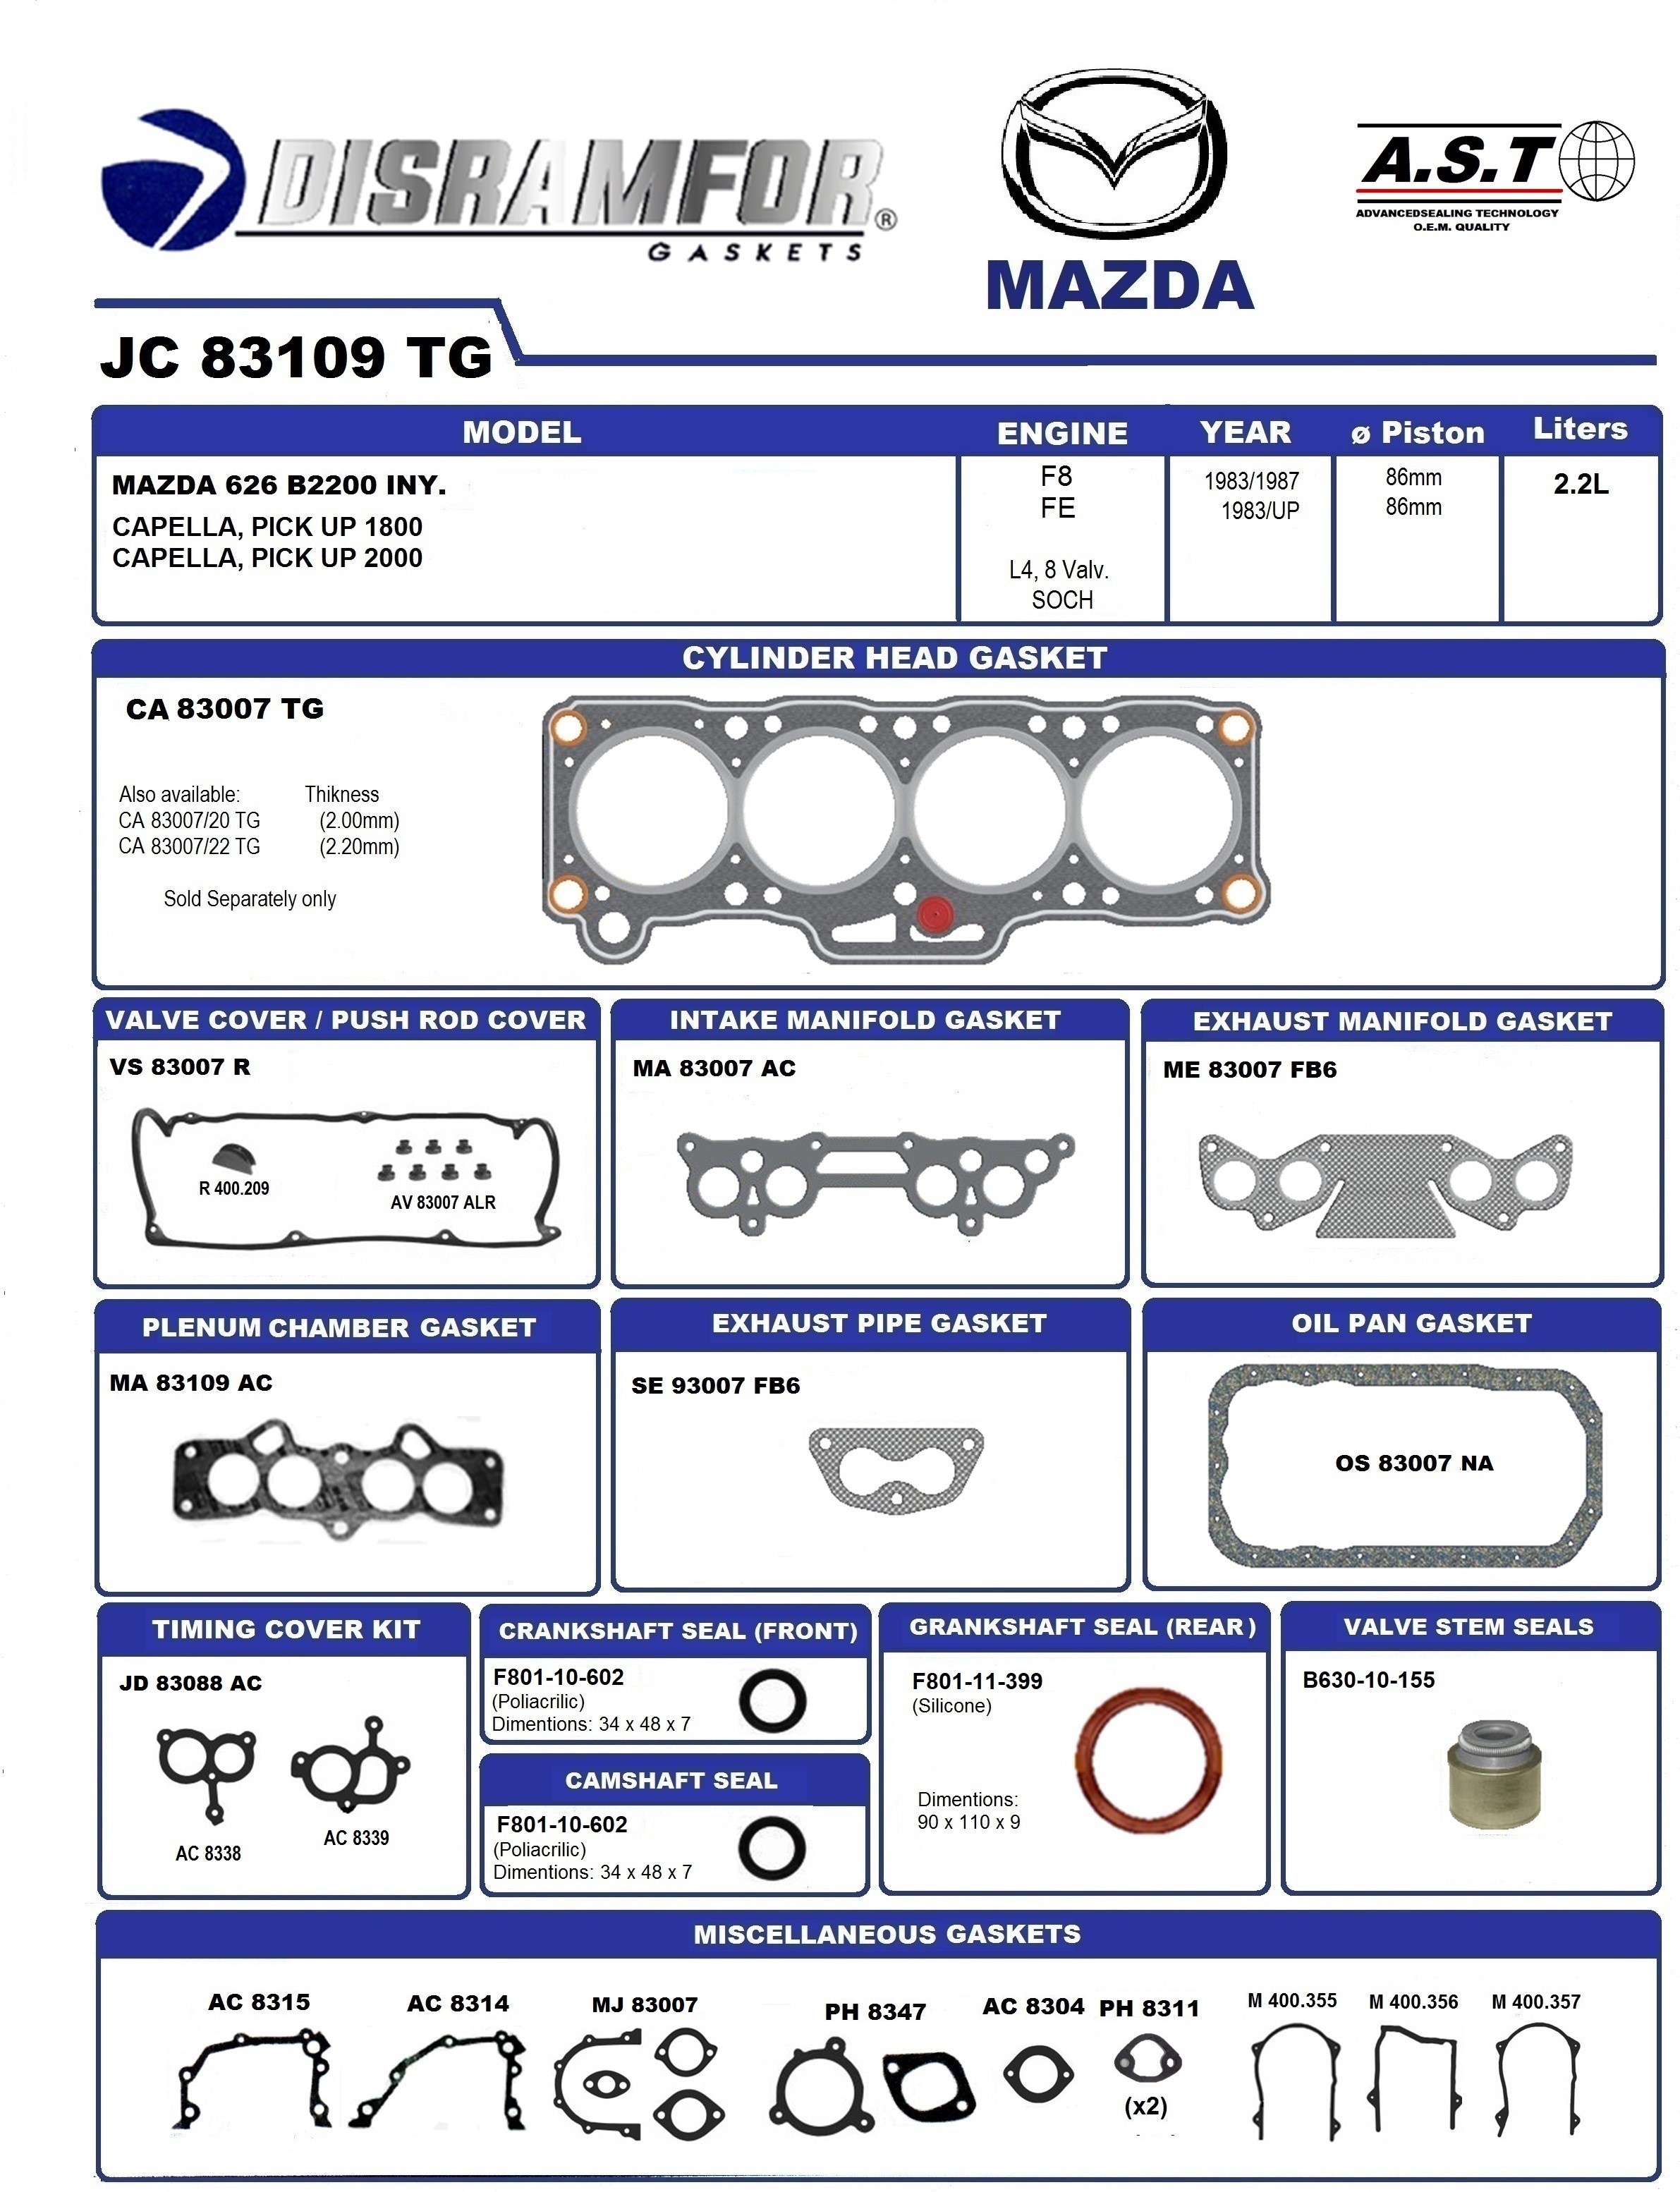 DISRAMFOR®
GASKETS
MAZDA
A.S.T
ADVANCEDSEALING TECHNOLOGY
O.E.M. QUALITY
JC 83109 TG
MODEL ENGINE YEAR ø Piston Liters
MAZDA 626 B2200 INY. F8 1983/1987 86mm 2.2L
CAPELLA, PICK UP 1800 FE 1983/UP 86mm
CAPELLA, PICK UP 2000
L4, 8 Valv.
SOCH
CYLINDER HEAD GASKET
CA 83007 TG
Also available: Thikness
CA 83007/20 TG (2.00mm)
CA 83007/22 TG (2.20mm)
Sold Separately only
VALVE COVER / PUSH ROD COVER
VS 83007 R
R 400.209
AV 83007 ALR
INTAKE MANIFOLD GASKET
MA 83007 AC
EXHAUST MANIFOLD GASKET
ME 83007 FB6
PLENUM CHAMBER GASKET
MA 83109 AC
EXHAUST PIPE GASKET
SE 93007 FB6
OIL PAN GASKET
OS 83007 NA
TIMING COVER KIT
JD 83088 AC
AC 8338
AC 8339
CRANKSHAFT SEAL (FRONT)
F801-10-602
(Poliacrilic)
Dimentions: 34 x 48 x 7
CAMSHAFT SEAL
F801-10-602
(Poliacrilic)
Dimentions: 34 x 48 x 7
GRANKSHAFT SEAL (REAR)
F801-11-399
(Silicone)
Dimentions:
90 x 110 x 9
VALVE STEM SEALS
B630-10-155
MISCELLANEOUS GASKETS
AC 8315 AC 8314 MJ 83007 PH 8347 AC 8304 PH 8311 M 400.355 M 400.356 M 400.357
(x2)